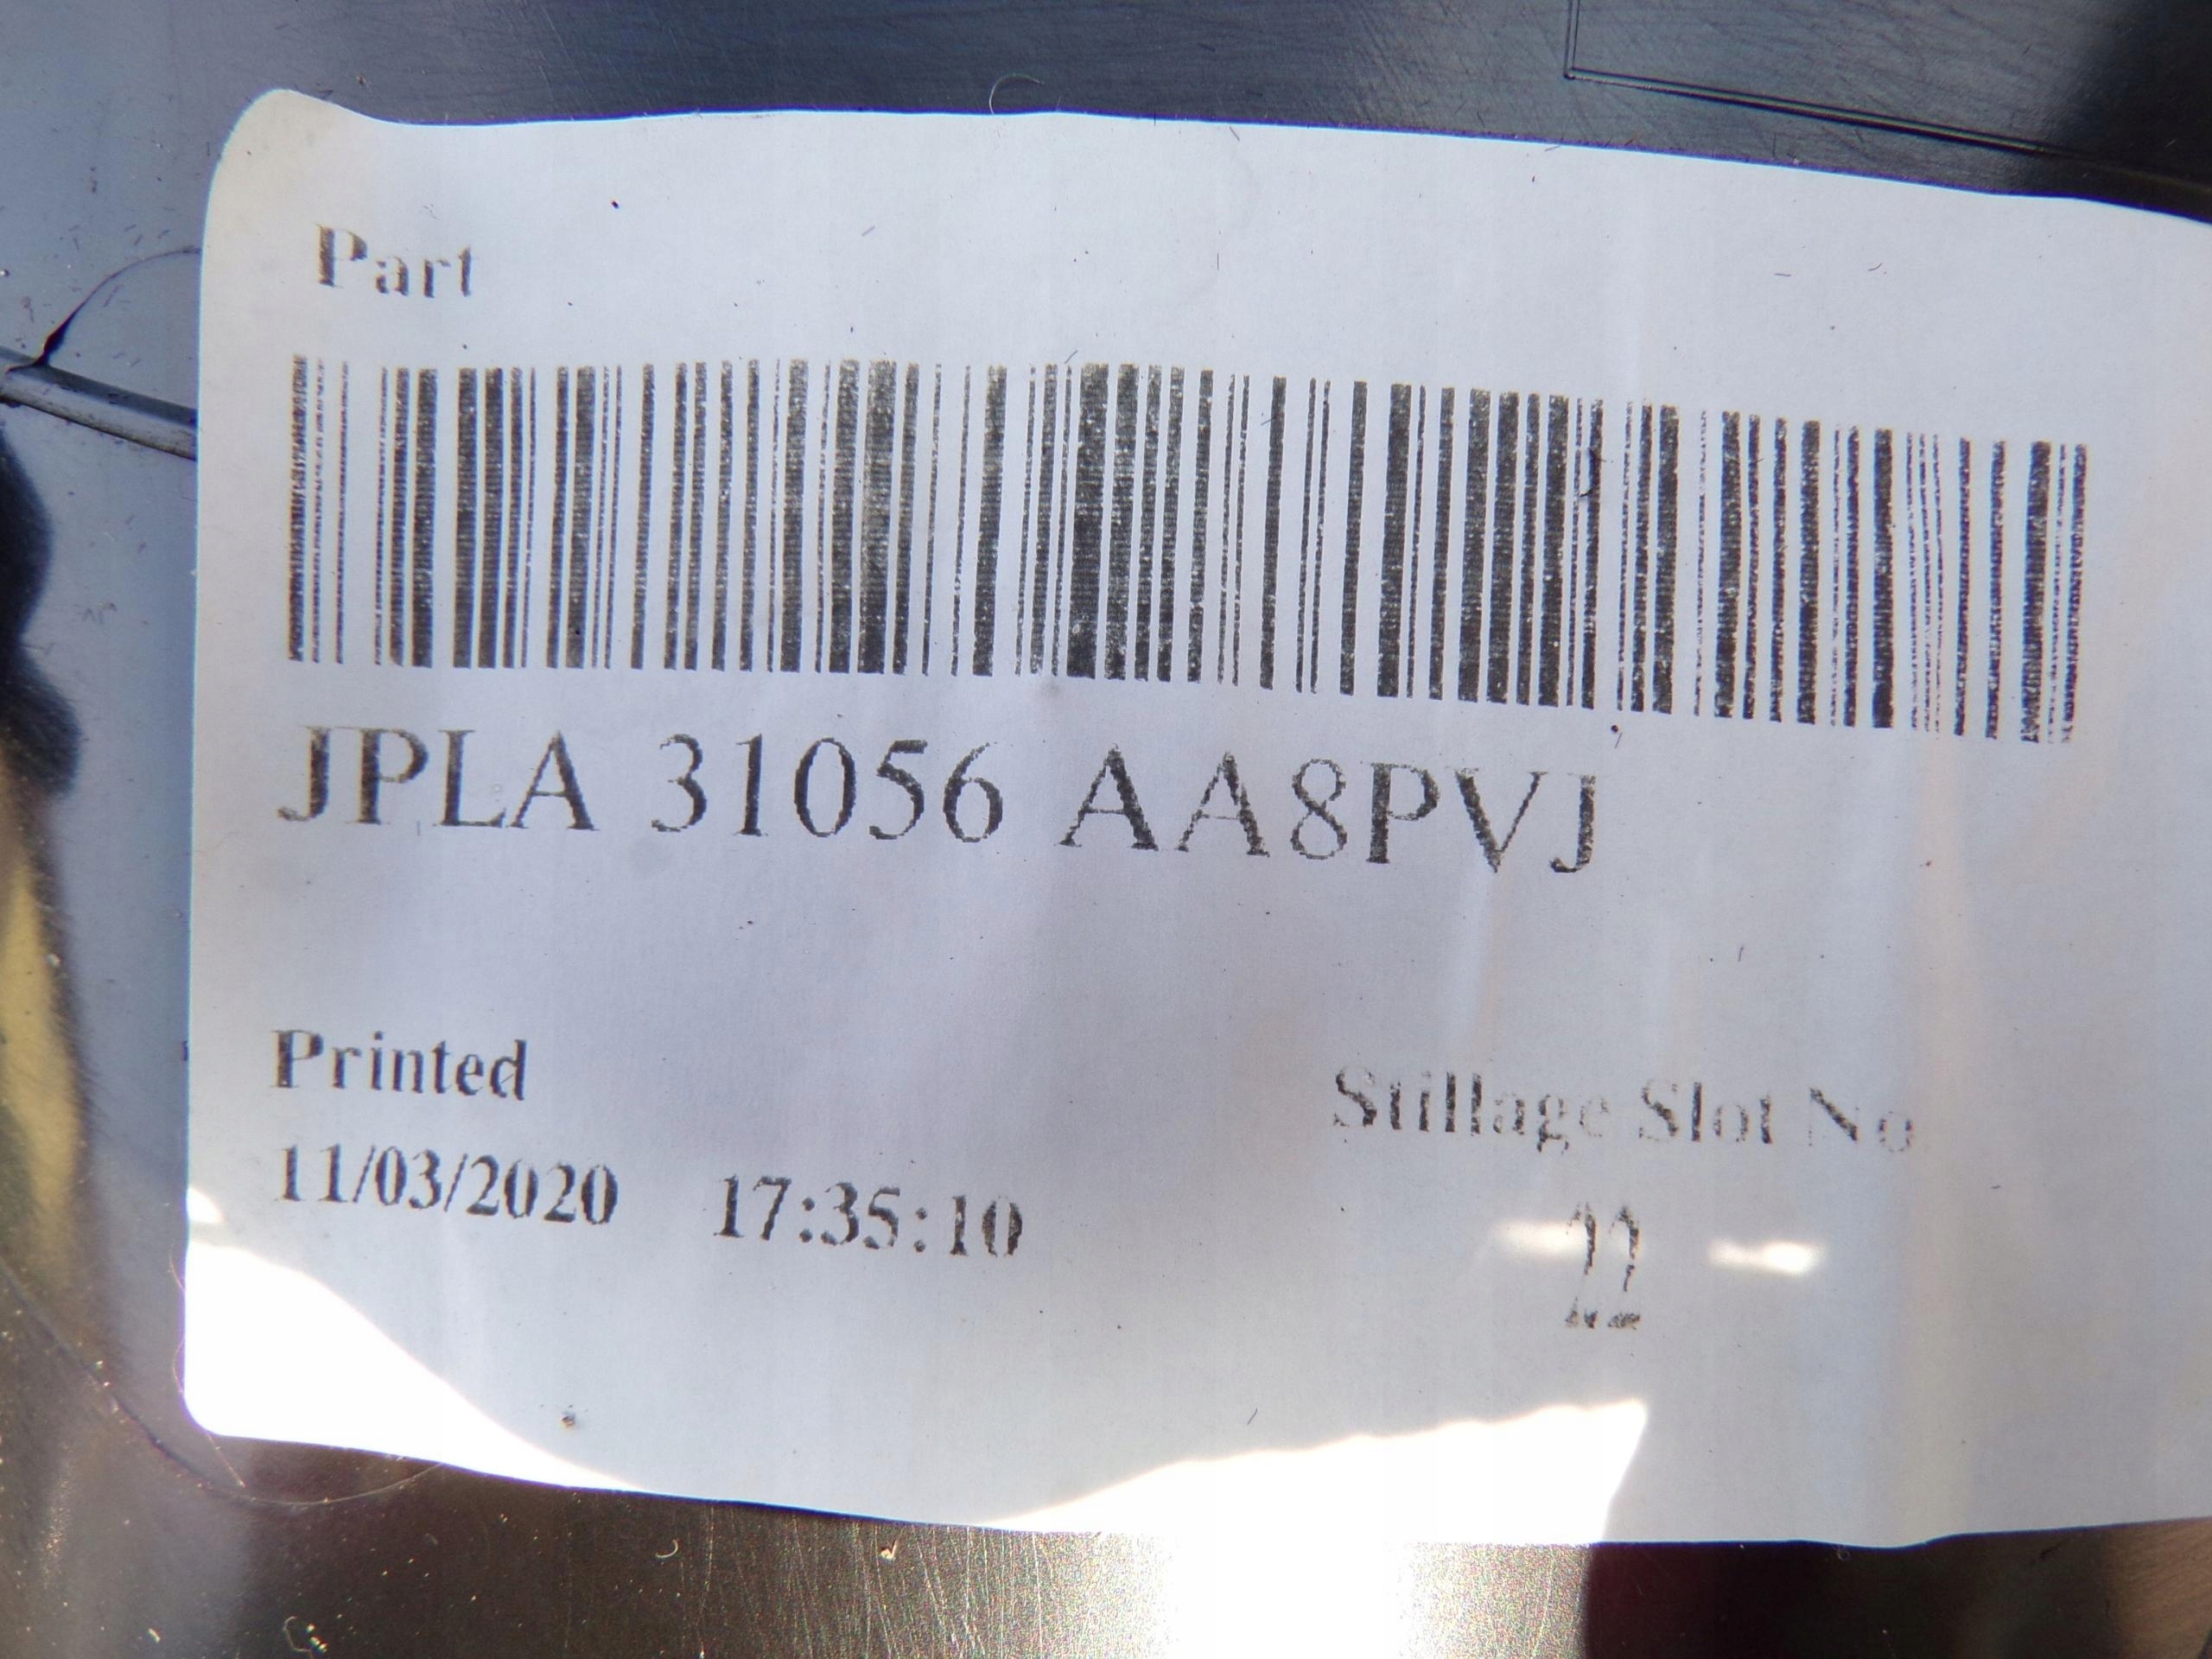 Part
JPLA 31056 AA8PVJ
Printed
Stillage Slot No
11/03/2020 17:35:10
22